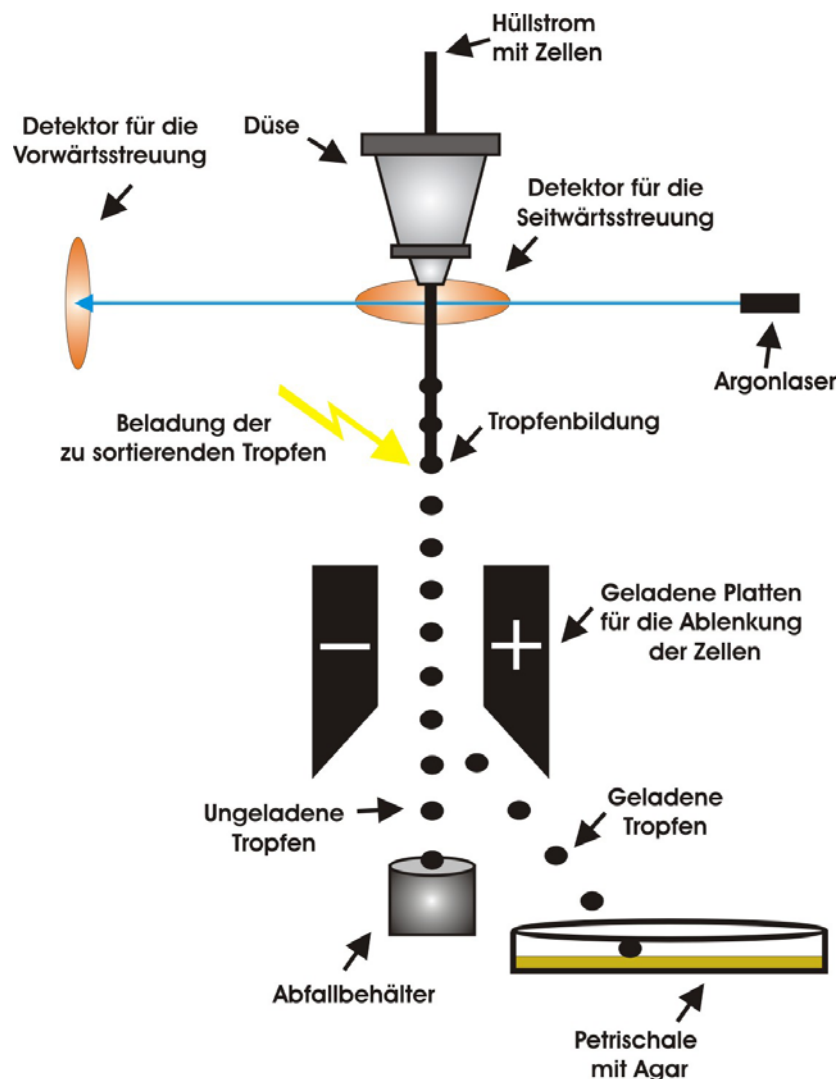 Hüllstrom
mit Zellen
Detektor für die
Vorwärtsstreuung
Düse
Detektor für die
Seitwärtsstreuung
Argonlaser
Beladung der
zu sortierenden Tropfen
Tropfenbildung
Geladene Platten
für die Ablenkung
der Zellen
−
+
Ungeladene
Tropfen
Geladene
Tropfen
Abfallbehälter
Petrischale
mit Agar